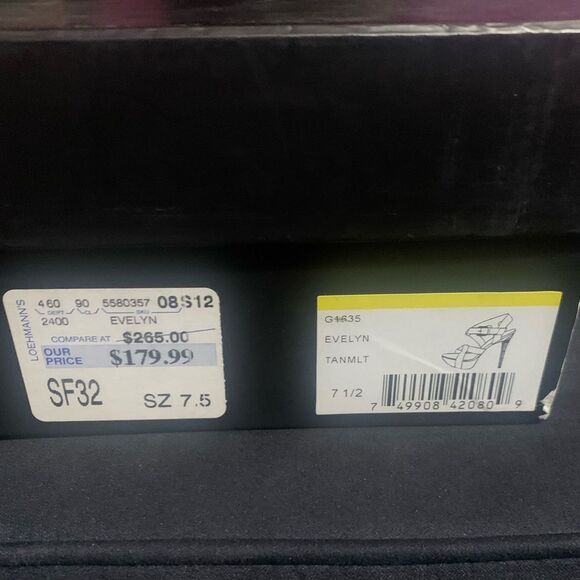 LOEHMANN'S
460 90 5580357 08S12
DEPT CL SKU
2400 EVELYN
COMPARE AT $265.00
OUR PRICE $179.99
SF32 SZ 7.5
G1635
EVELYN
TANMLT
7 1/2
7 49908 42080 9